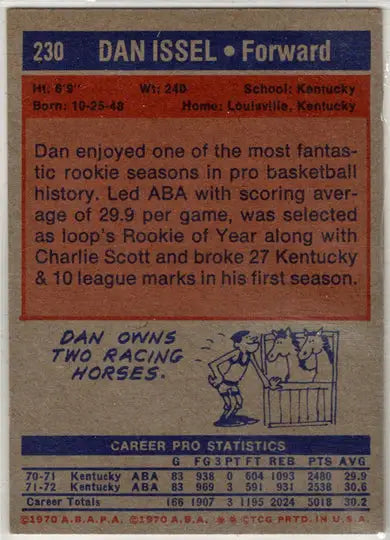 230 DAN ISSEL • Forward
Ht: 6'9" Wt: 240 School: Kentucky
Born: 10-25-48 Home: Louisville, Kentucky
Dan enjoyed one of the most fantas-
tic rookie seasons in pro basketball
history. Led ABA with scoring aver-
age of 29.9 per game, was selected
as loop's Rookie of Year along with
Charlie Scott and broke 27 Kentucky
& 10 league marks in his first season.
DAN OWNS
TWO RACING
HORSES.
CAREER PRO STATISTICS
G FG 3 PT FT REB PTS AVG
70-71 Kentucky ABA 83 938 0 604 1093 2480 29.9
71-72 Kentucky ABA 83 969 3 591 931 2538 30.6
Career Totals 166 1907 3 1195 2024 5018 30.2
©1970 A.B.A.P.A. ©1970 A.B.A. ✱ ✱ ©TCG PRTD. IN U.S.A.